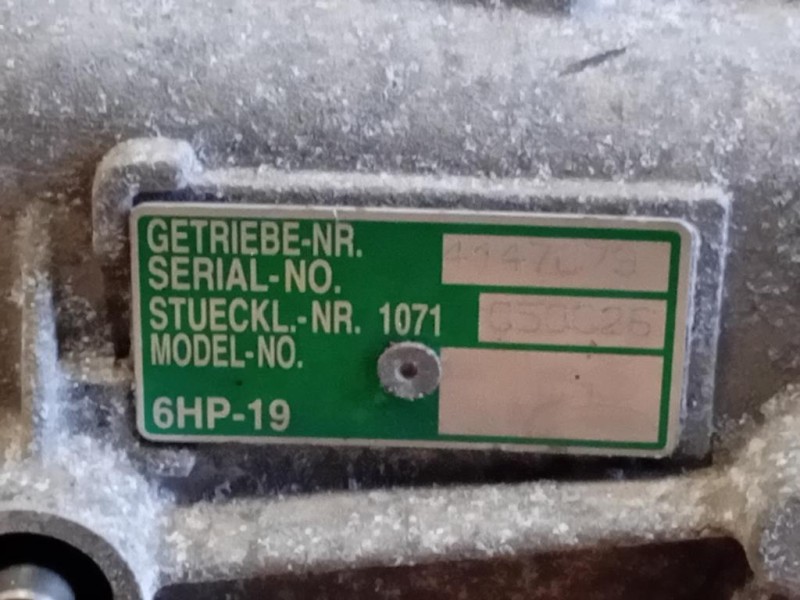 GETRIEBE-NR.
SERIAL-NO.
STUECKL.-NR. 1071
MODEL-NO.
6HP-19